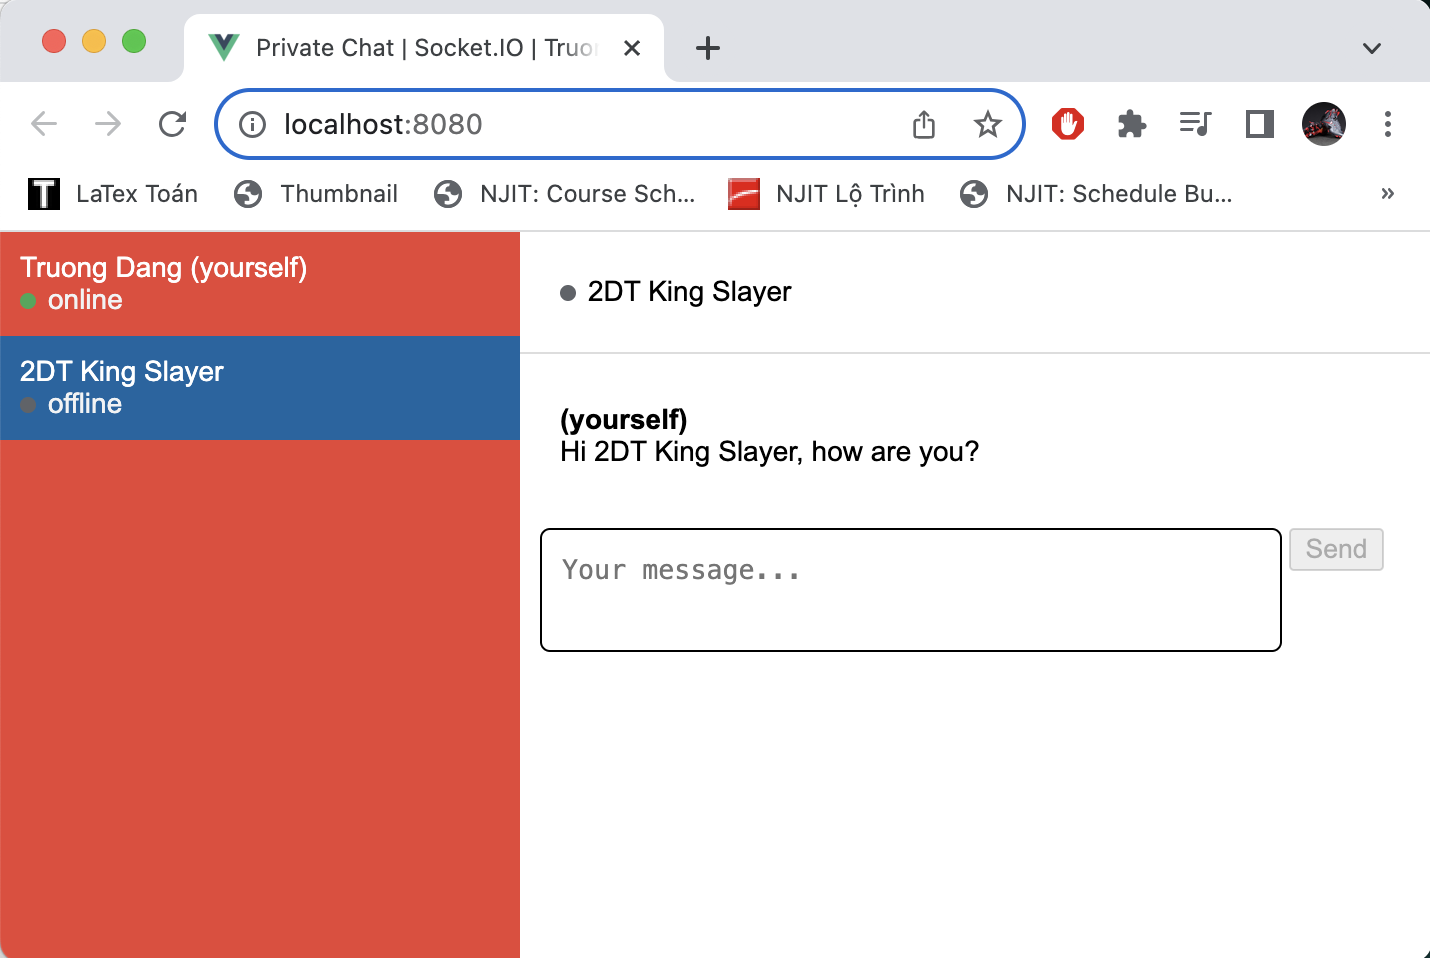 Private Chat | Socket.IO | Truo
localhost:8080
LaTex Toán
Thumbnail
NJIT: Course Sch...
NJIT Lộ Trình
NJIT: Schedule Bu...
»
Truong Dang (yourself)
online
2DT King Slayer
offline
2DT King Slayer
(yourself)
Hi 2DT King Slayer, how are you?
Your message...
Send